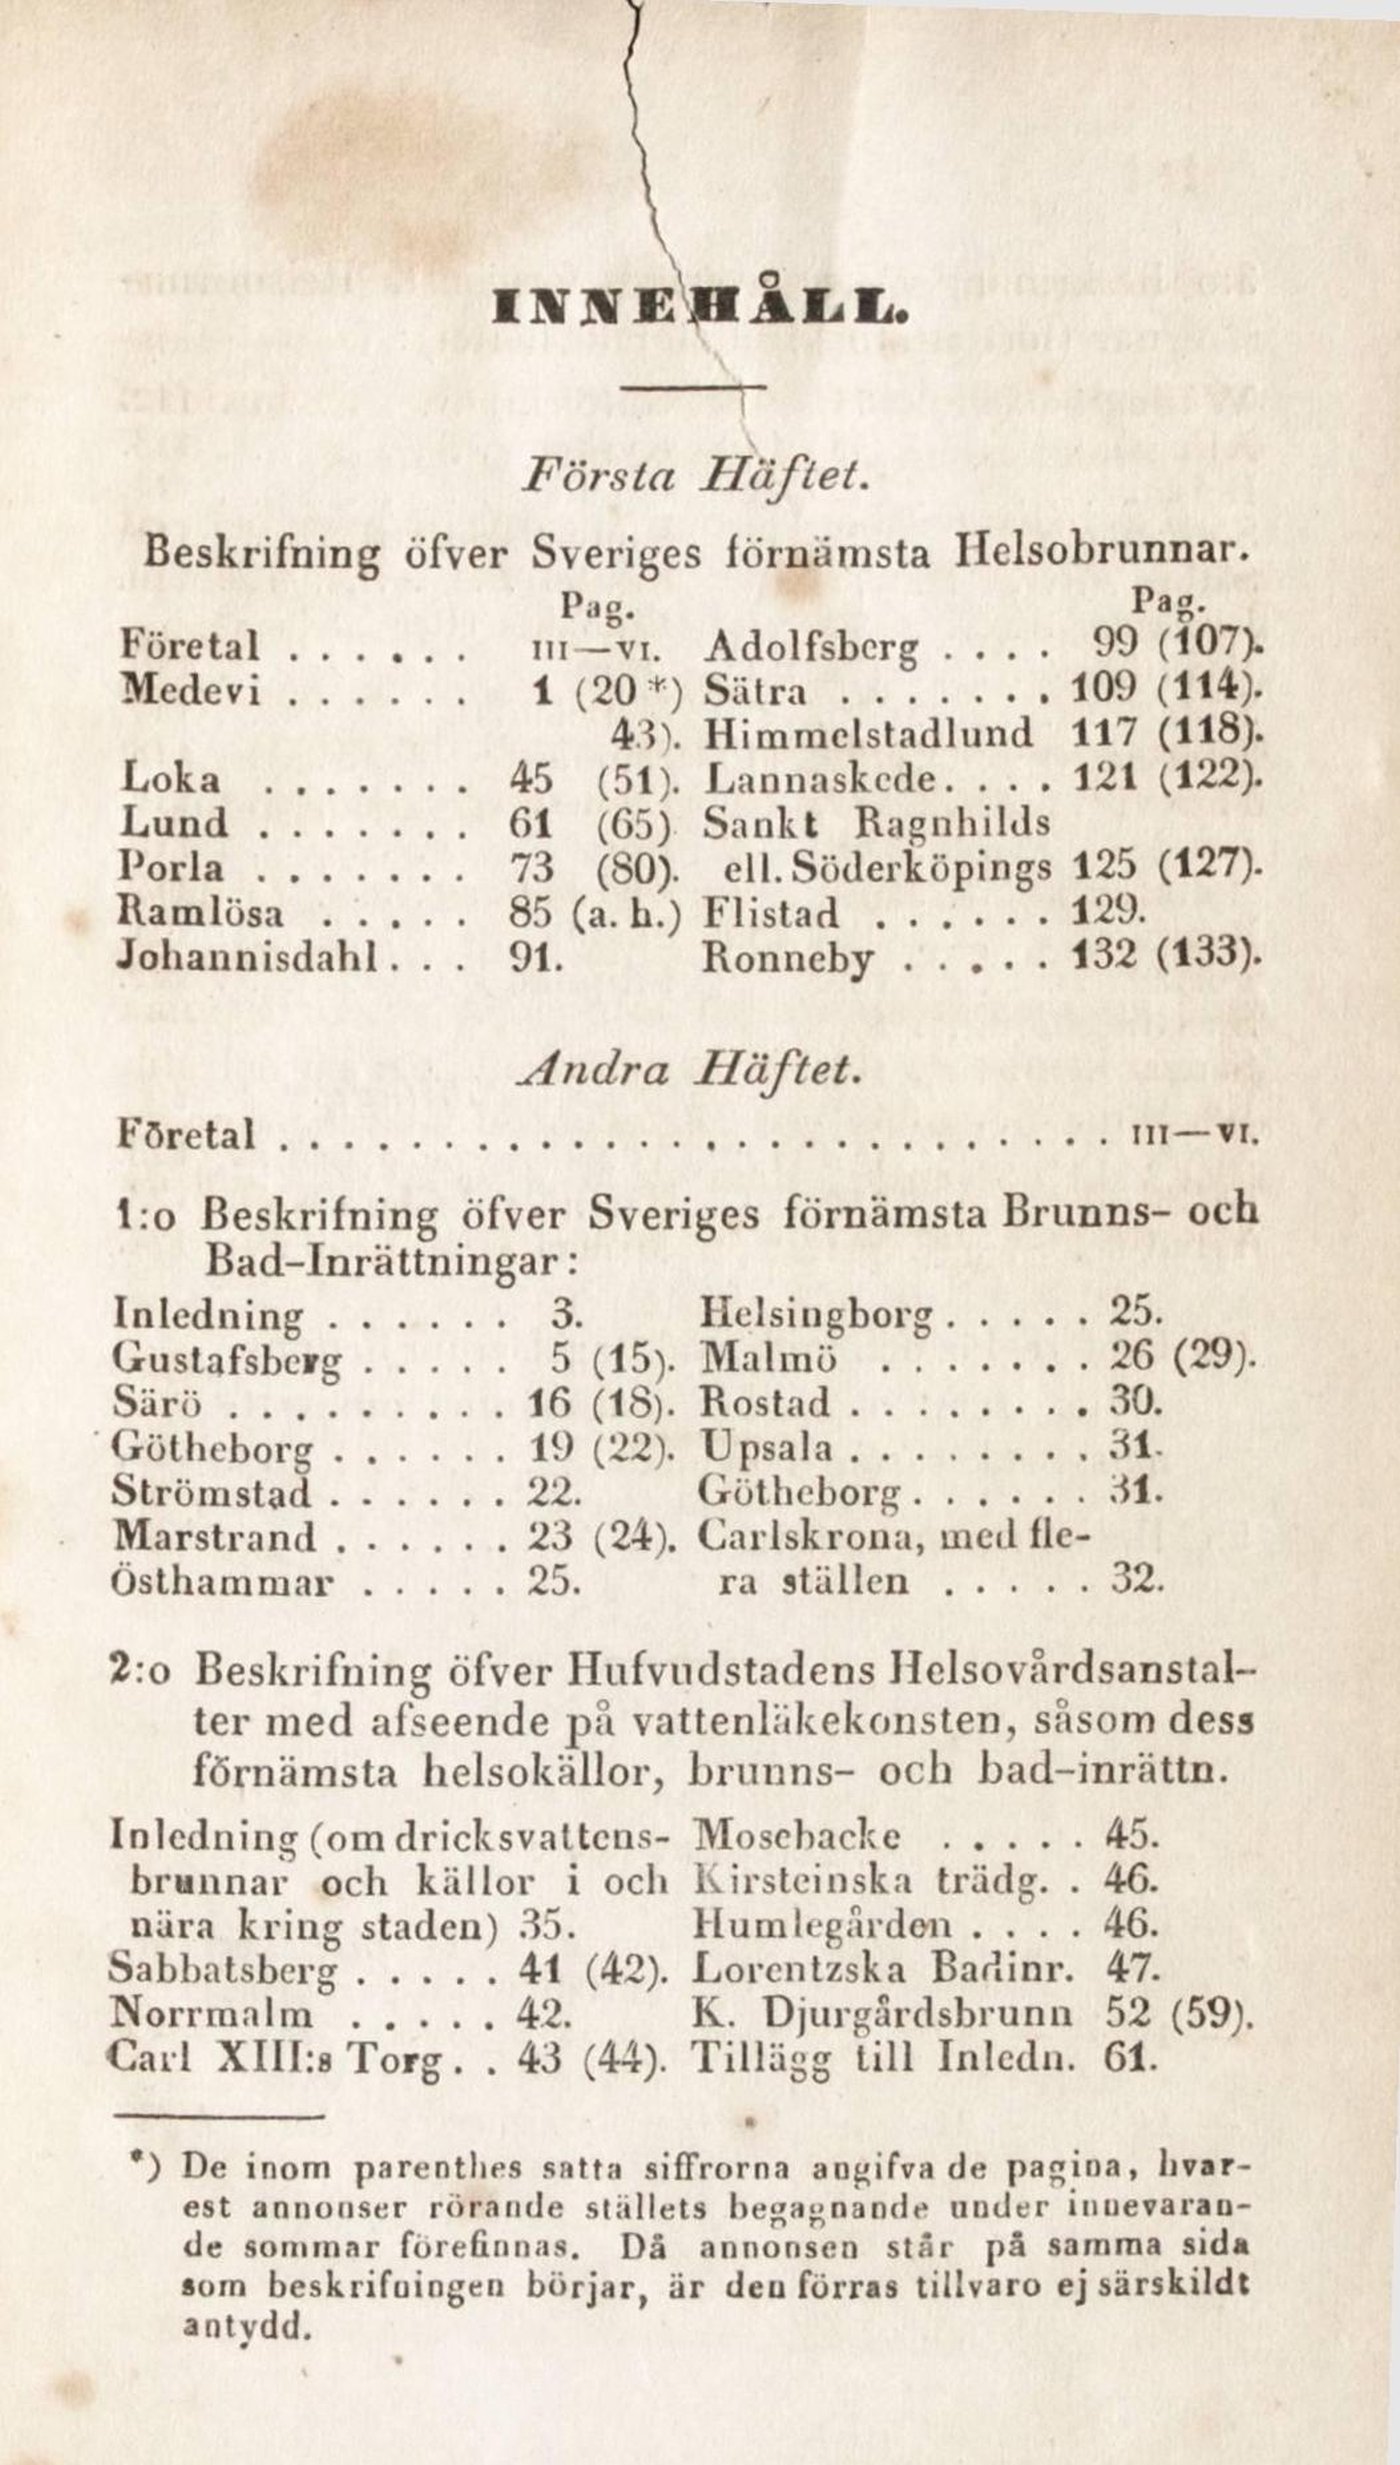 INNEHÅLL.
Första Häftet.
Beskrifning öfver Sveriges förnämsta Helsobrunnar.
Pag.
Företal . . . . . . III—VI.
Medevi . . . . . . 1 (20*)
43).
Loka . . . . . . . 45 (51).
Lund . . . . . . . 61 (65)
Porla . . . . . . . 73 (80).
Ramlösa . . . . . 85 (a. h.)
Johannisdahl . . . 91.
Pag.
Adolfsberg . . . . 99 (107).
Sätra . . . . . . . 109 (114).
Himmelstadlund 117 (118).
Lannaskede. . . . 121 (122).
Sankt Ragnhilds
ell. Söderköpings 125 (127).
Flistad . . . . . . 129.
Ronneby . . . . . 132 (133).
Andra Häftet.
Företal . . . . . . . . . . . . . . . . . . . . . . . . . . III—VI.
1:o Beskrifning öfver Sveriges förnämsta Brunns- och
Bad-Inrättningar:
Inledning . . . . . . 3.
Gustafsberg . . . . . 5 (15).
Särö . . . . . . . . . 16 (18).
Götheborg . . . . . . 19 (22).
Strömstad . . . . . . 22.
Marstrand . . . . . . 23 (24).
Östhammar . . . . . 25.
Helsingborg . . . . . 25.
Malmö . . . . . . . 26 (29).
Rostad . . . . . . . . 30.
Upsala . . . . . . . . 31.
Götheborg . . . . . . 31.
Carlskrona, med fle-
ra ställen . . . . . 32.
2:o Beskrifning öfver Hufvudstadens Helsovårdsanstal-
ter med afseende på vattenläkekonsten, såsom dess
förnämsta helsokällor, brunns- och bad-inrättn.
Inledning (om dricksvattens-
brunnar och källor i och
nära kring staden) 35.
Sabbatsberg . . . . . 41 (42).
Norrmalm . . . . . 42.
Carl XIII:s Torg . . 43 (44).
Mosebacke . . . . . 45.
Kirsteinska trädg. . 46.
Humlegården . . . . 46.
Lorentzska Badinr. 47.
K. Djurgårdsbrunn 52 (59).
Tillägg till Inledn. 61.
*) De inom parenthes satta siffrorna angifva de pagina, hvar-
est annonser rörande ställets begagnande under innevaran-
de sommar förefinnas. Då annonsen står på samma sida
som beskrifningen börjar, är den förras tillvaro ej särskildt
antydd.